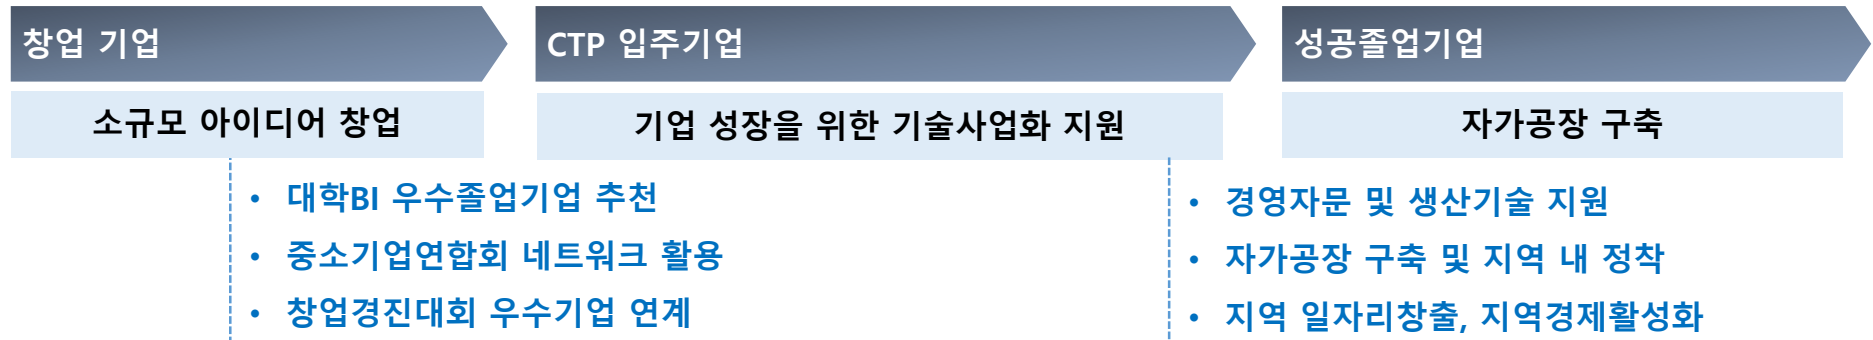 창업 기업
CTP 입주기업
성공졸업기업
소규모 아이디어 창업
기업 성장을 위한 기술사업화 지원
자가공장 구축
• 대학BI 우수졸업기업 추천
• 중소기업연합회 네트워크 활용
• 창업경진대회 우수기업 연계
• 경영자문 및 생산기술 지원
• 자가공장 구축 및 지역 내 정착
• 지역 일자리창출, 지역경제활성화